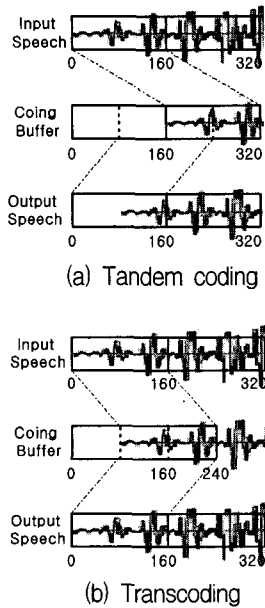 Input
Speech
0 160 320
Coing
Buffer
0 160 320
Output
Speech
0 160 320
(a) Tandem coding
Input
Speech
0 160 320
Coing
Buffer
0 160 240
Output
Speech
0 160 320
(b) Transcoding